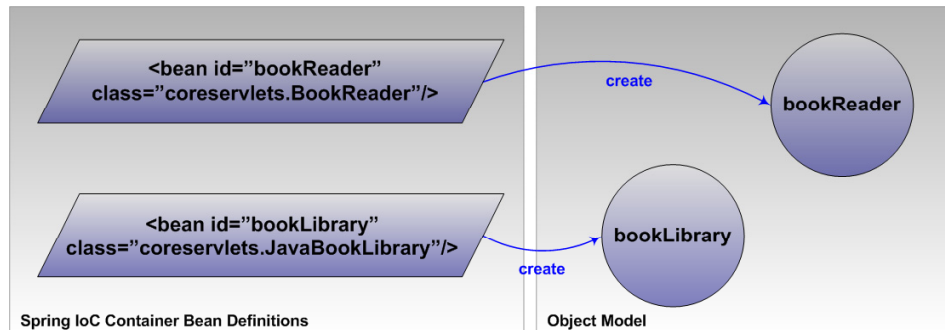 <bean id=”bookReader”
class=”coreservlets.BookReader”/>
create
bookReader
<bean id=”bookLibrary”
class=”coreservlets.JavaBookLibrary”/>
create
bookLibrary
Spring IoC Container Bean Definitions
Object Model